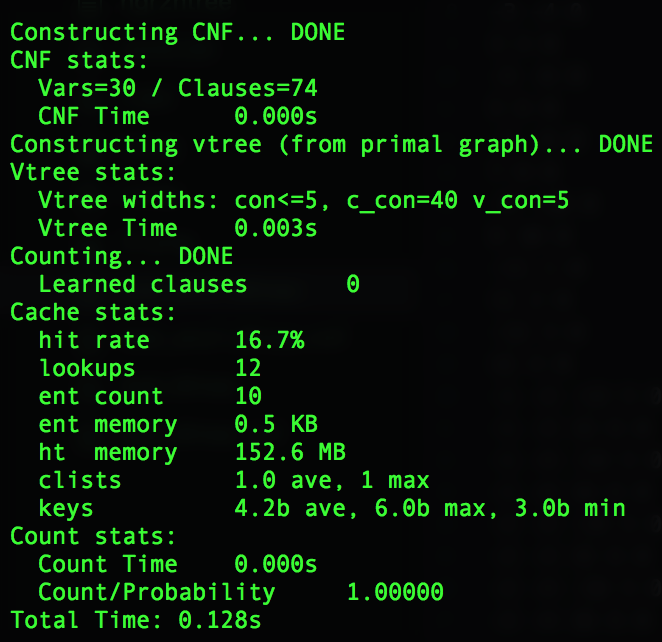 Constructing CNF... DONE
CNF stats:
  Vars=30 / Clauses=74
  CNF Time      0.000s
Constructing vtree (from primal graph)... DONE
Vtree stats:
  Vtree widths: con<=5, c_con=40 v_con=5
  Vtree Time    0.003s
Counting... DONE
  Learned clauses       0
Cache stats:
  hit rate      16.7%
  lookups       12
  ent count     10
  ent memory    0.5 KB
  ht  memory    152.6 MB
  clists        1.0 ave, 1 max
  keys          4.2b ave, 6.0b max, 3.0b min
Count stats:
  Count Time    0.000s
  Count/Probability     1.00000
Total Time: 0.128s